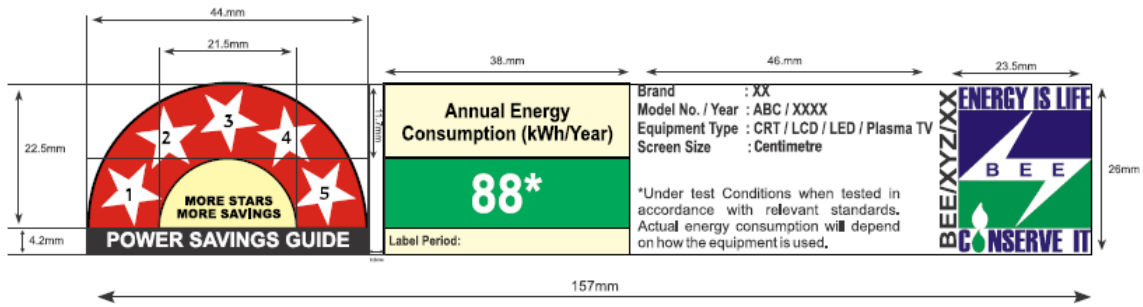 44.mm
21.5mm
38.mm
46.mm
23.5mm
22.5mm
4.2mm
11.7mm
1
2
3
4
5
MORE STARS
MORE SAVINGS
POWER SAVINGS GUIDE
Annual Energy
Consumption (kWh/Year)
88*
Label Period:
Brand : XX
Model No. / Year : ABC / XXXX
Equipment Type : CRT / LCD / LED / Plasma TV
Screen Size : Centimetre
*Under test Conditions when tested in
accordance with relevant standards.
Actual energy consumption will depend
on how the equipment is used.
BEE/XYZ/XX
ENERGY IS LIFE
B E E
CONSERVE IT
26mm
157mm